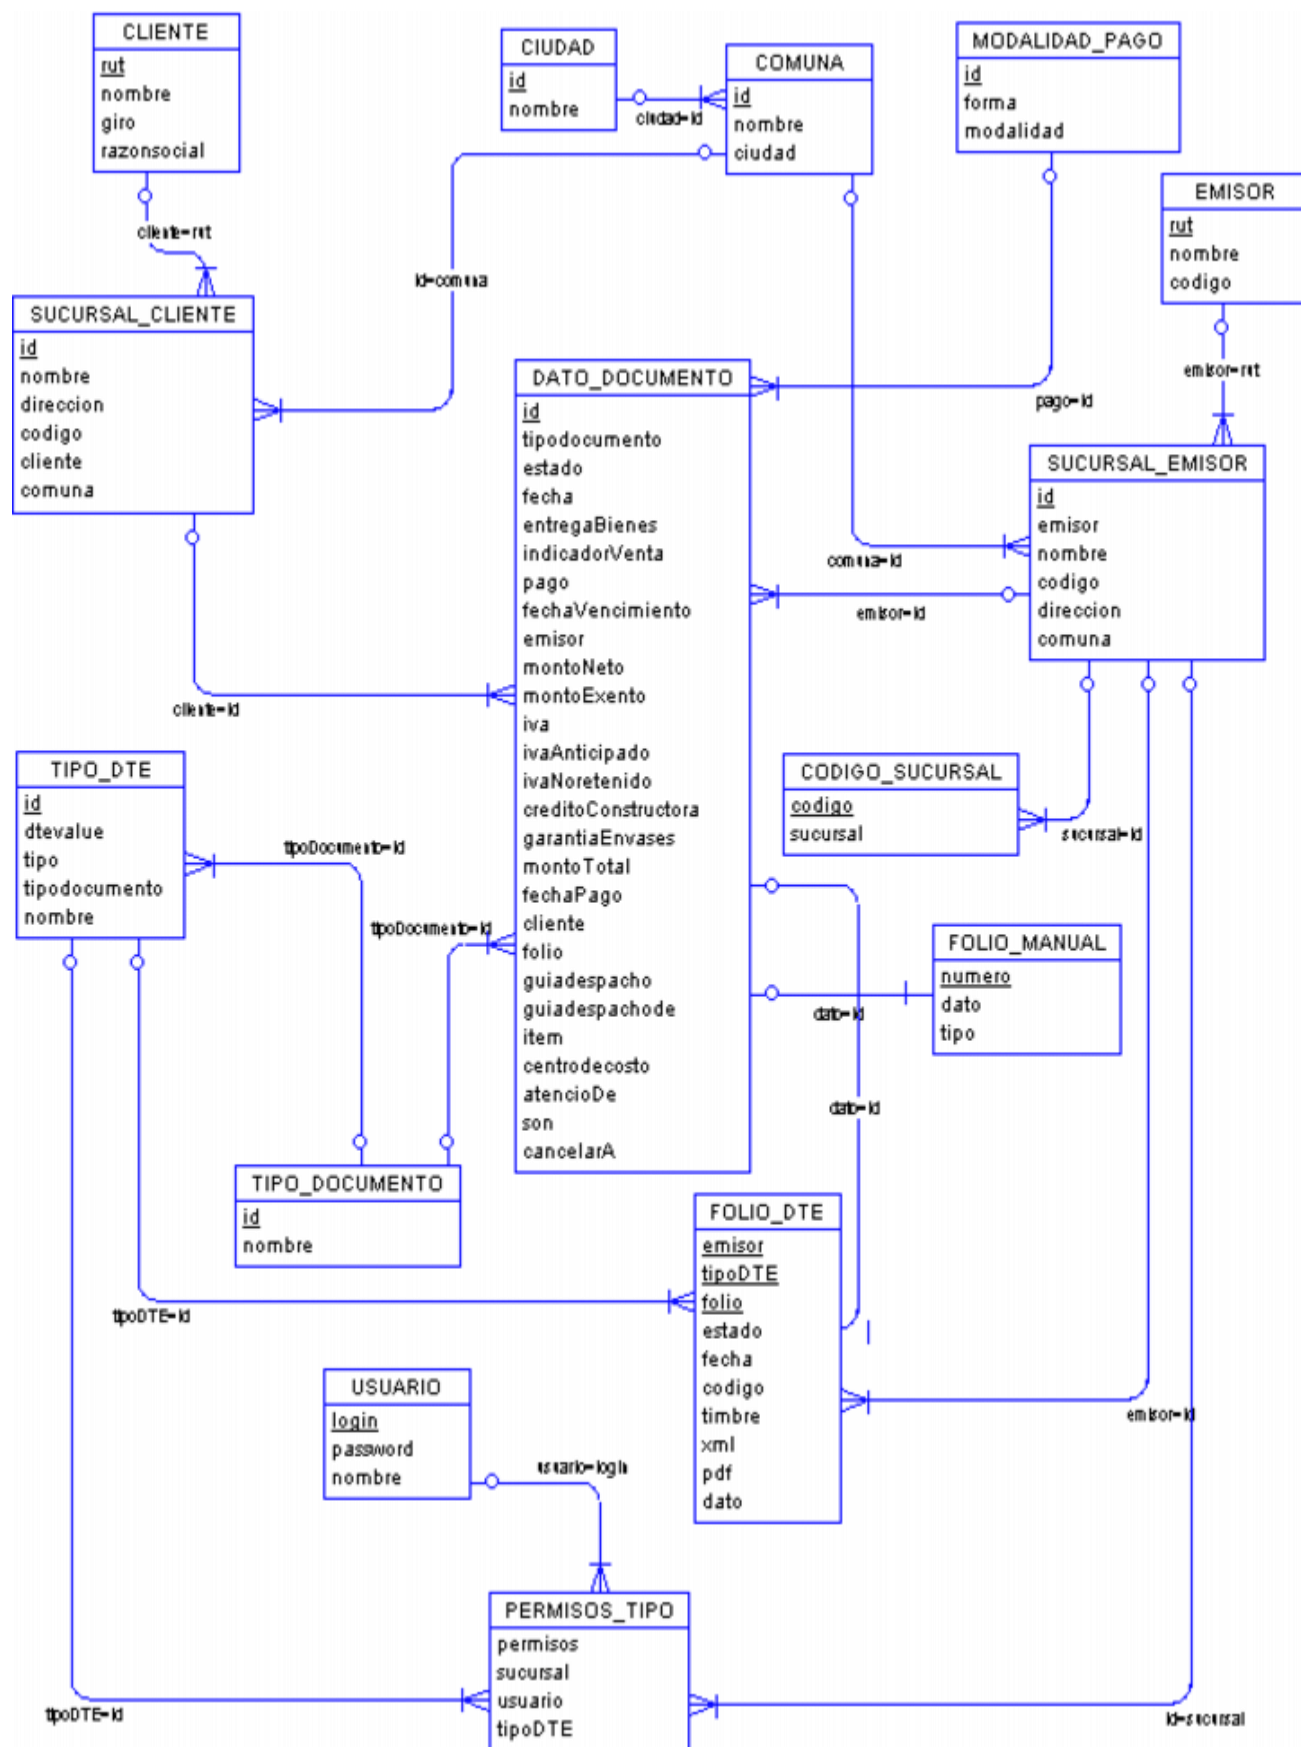 CLIENTE
rut
nombre
giro
razonsocial
CIUDAD
id
nombre
ciudad=id
COMUNA
id
nombre
ciudad
MODALIDAD_PAGO
id
forma
modalidad
EMISOR
rut
nombre
codigo
cliente=rut
id=comuna
emisor=rut
pago=id
SUCURSAL_CLIENTE
id
nombre
direccion
codigo
cliente
comuna
DATO_DOCUMENTO
id
tipodocumento
estado
fecha
entregaBienes
indicadorVenta
pago
fechaVencimiento
emisor
montoNeto
montoExento
iva
ivaAnticipado
ivaNoretenido
creditoConstructora
garantiaEnvases
montoTotal
fechaPago
cliente
folio
guiadespacho
guiadespachode
item
centrodecosto
atencioDe
son
cancelarA
SUCURSAL_EMISOR
id
emisor
nombre
codigo
direccion
comuna
comuna=id
emisor=id
cliente=id
TIPO_DTE
id
dtevalue
tipo
tipodocumento
nombre
CODIGO_SUCURSAL
codigo
sucursal
sucursal=id
tipoDocumento=id
tipoDocumento=id
FOLIO_MANUAL
numero
dato
tipo
dato=id
dato=id
TIPO_DOCUMENTO
id
nombre
FOLIO_DTE
emisor
tipoDTE
folio
estado
fecha
codigo
timbre
xml
pdf
dato
tipoDTE=id
emisor=id
USUARIO
login
password
nombre
usuario=login
PERMISOS_TIPO
permisos
sucursal
usuario
tipoDTE
tipoDTE=id
id=sucursal